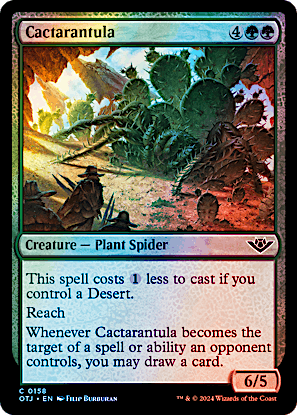 Cactarantula 4
Creature — Plant Spider
This spell costs 1 less to cast if you
control a Desert.
Reach
Whenever Cactarantula becomes the
target of a spell or ability an opponent
controls, you may draw a card.
6/5
C 0158
OTJ • EN Filip Burburan
™ & © 2024 Wizards of the Coast